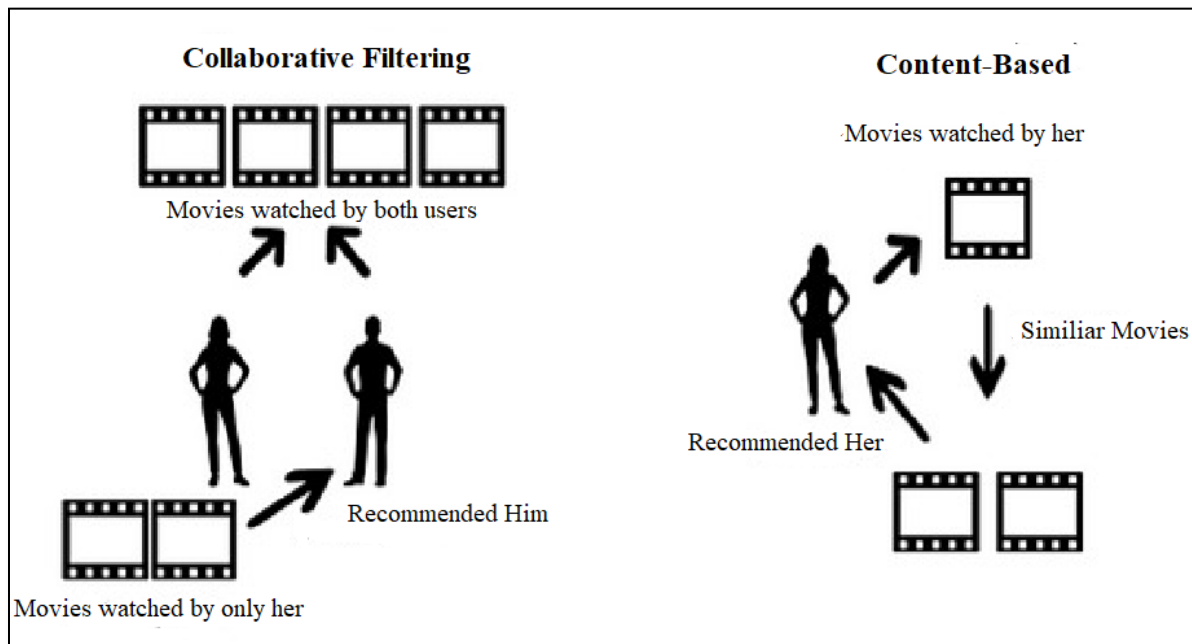 Collaborative Filtering
Movies watched by both users
Recommended Him
Movies watched by only her
Content-Based
Movies watched by her
Similiar Movies
Recommended Her